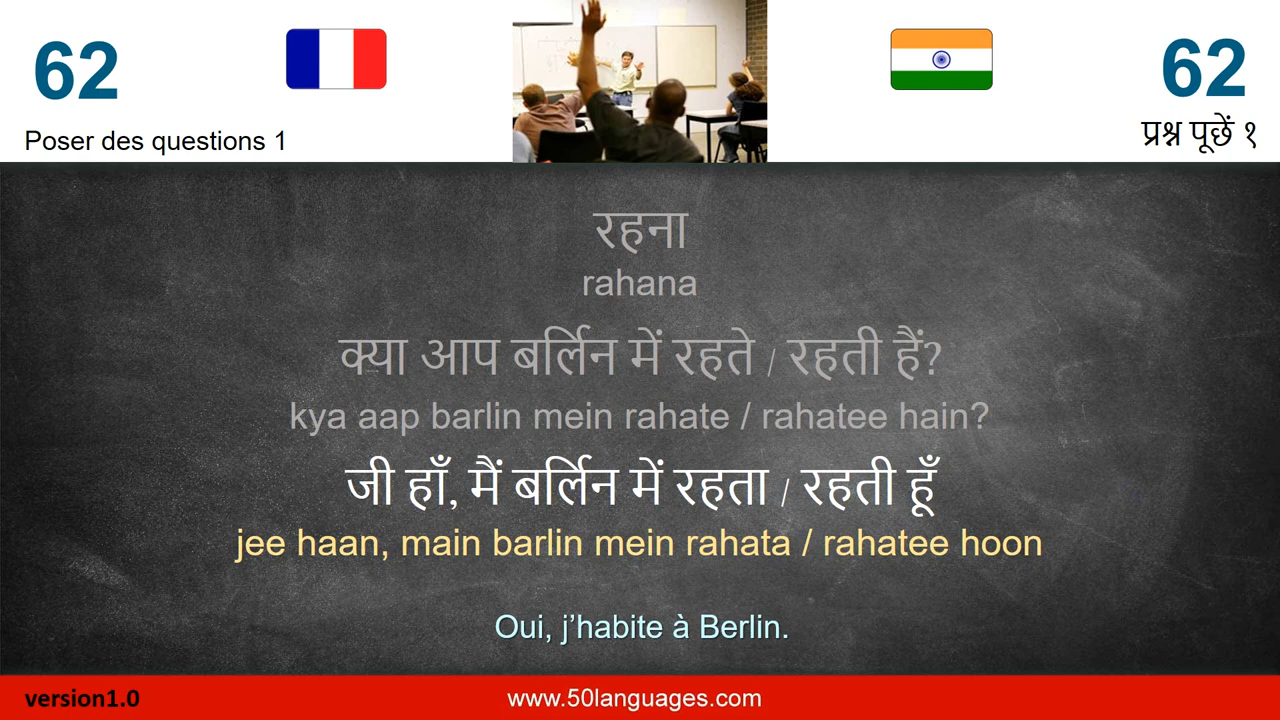 62
62
Poser des questions 1
प्रश्न पूछें १
रहना
rahana
क्या आप बर्लिन में रहते / रहती हैं?
kya aap barlin mein rahate / rahatee hain?
जी हाँ, मैं बर्लिन में रहता / रहती हूँ
jee haan, main barlin mein rahata / rahatee hoon
Oui, j’habite à Berlin.
version1.0
www.50languages.com